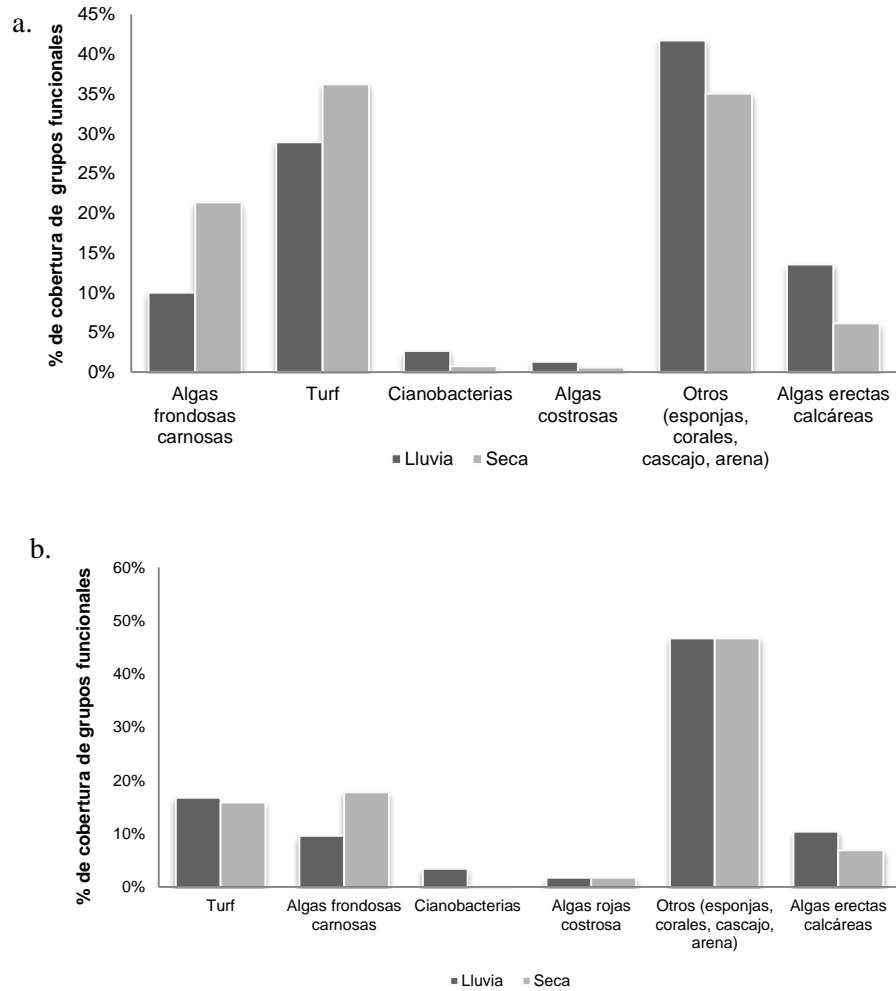 a.
% de cobertura de grupos funcionales
45%
40%
35%
30%
25%
20%
15%
10%
5%
0%
Algas
frondosas
carnosas
Turf
Cianobacterias
Algas
costrosas
Otros
(esponjas,
corales,
cascajo, arena)
Algas erectas
calcáreas
Lluvia
Seca
b.
% de cobertura de grupos funcionales
60%
50%
40%
30%
20%
10%
0%
Turf
Algas frondosas
carnosas
Cianobacterias
Algas rojas
costrosa
Otros (esponjas,
corales, cascajo,
arena)
Algas erectas
calcáreas
Lluvia
Seca